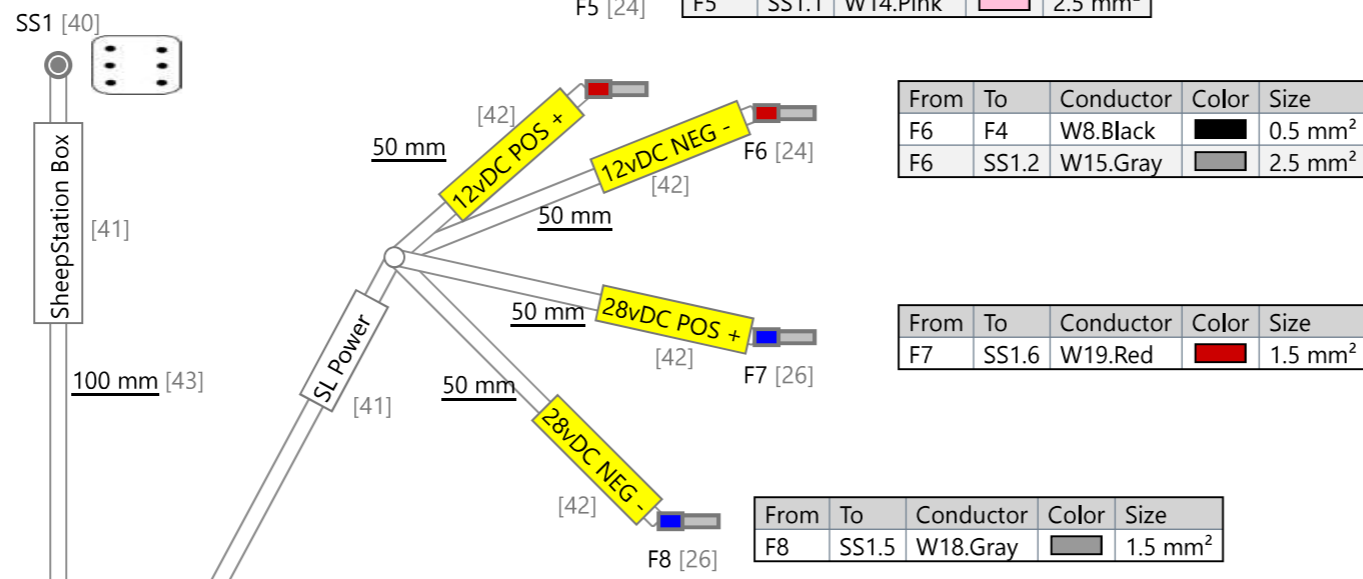 F5 [24]
F5 SS1.1 W14.Pink 2.5 mm²
SS1 [40]
SheepStation Box
[41]
100 mm [43]
[42]
50 mm
12vDC POS +
12vDC NEG -
F6 [24]
[42]
50 mm
From To Conductor Color Size
F6 F4 W8.Black 0.5 mm²
F6 SS1.2 W15.Gray 2.5 mm²
SL Power
[41]
50 mm
28vDC POS +
[42]
F7 [26]
From To Conductor Color Size
F7 SS1.6 W19.Red 1.5 mm²
50 mm
28vDC NEG -
[42]
F8 [26]
From To Conductor Color Size
F8 SS1.5 W18.Gray 1.5 mm²